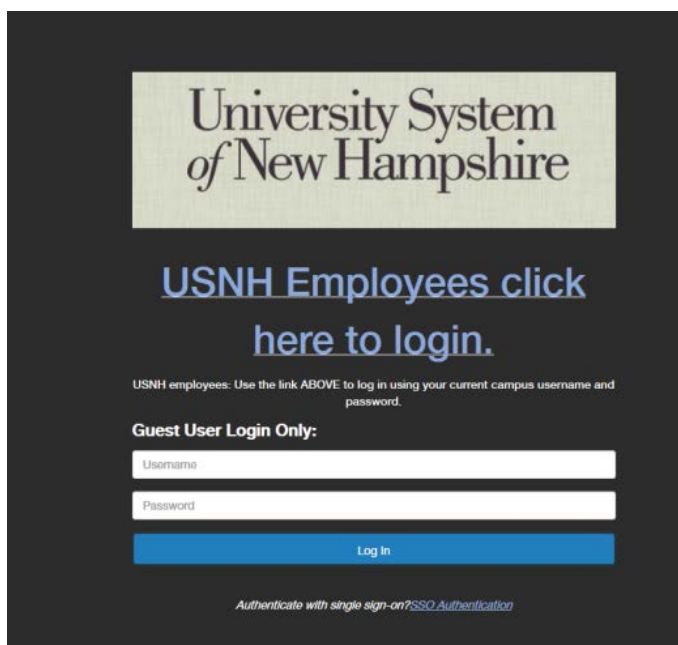 University System
of New Hampshire
USNH Employees click
here to login.
USNH employees: Use the link ABOVE to log in using your current campus username and
password.
Guest User Login Only:
Username
Password
Log In
Authenticate with single sign-on?SSO Authentication